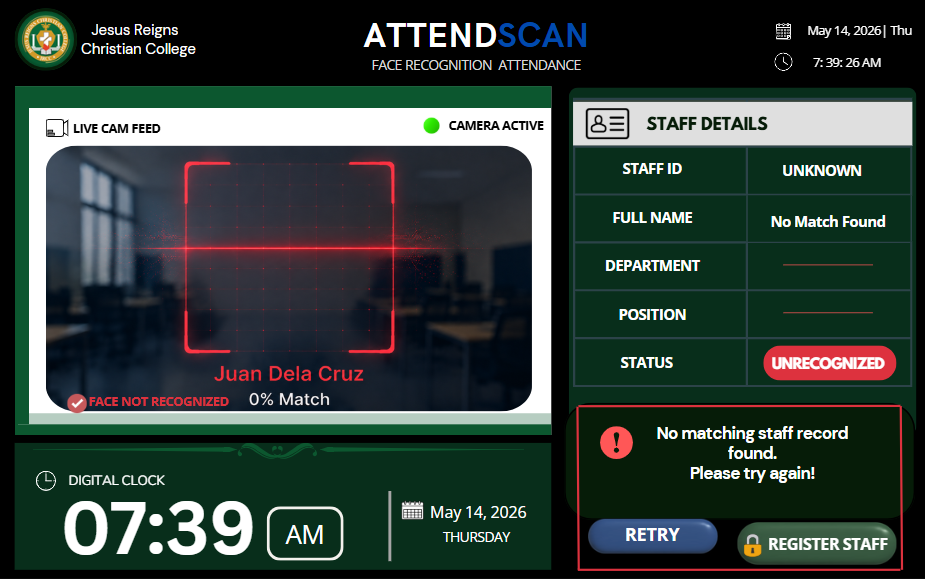 Jesus Reigns
Christian College
ATTENDSCAN
FACE RECOGNITION ATTENDANCE
May 14, 2026| Thu
7: 39: 26 AM
LIVE CAM FEED
CAMERA ACTIVE
Juan Dela Cruz
FACE NOT RECOGNIZED
0% Match
STAFF DETAILS
STAFF ID
UNKNOWN
FULL NAME
No Match Found
DEPARTMENT
POSITION
STATUS
UNRECOGNIZED
No matching staff record
found.
Please try again!
RETRY
REGISTER STAFF
DIGITAL CLOCK
07:39
AM
May 14, 2026
THURSDAY